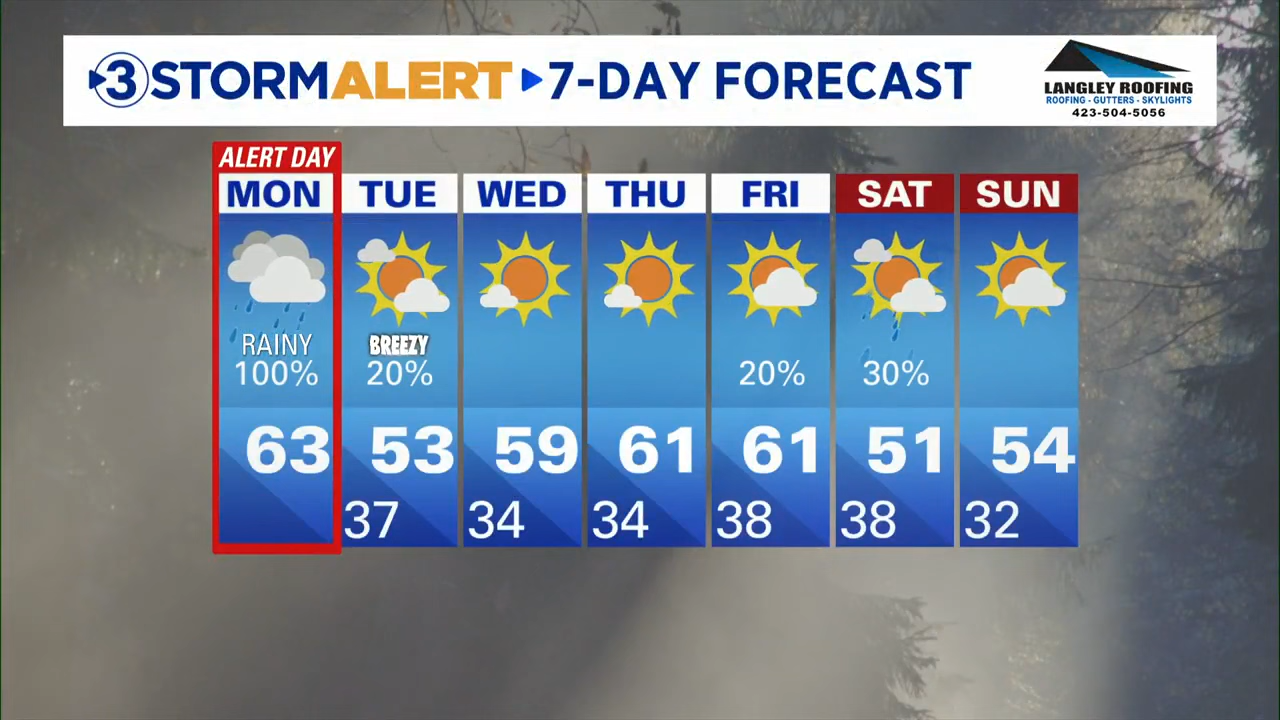 3 STORMALERT 7-DAY FORECAST
LANGLEY ROOFING
ROOFING - GUTTERS - SKYLIGHTS
423-504-5056
ALERT DAY
MON TUE WED THU FRI SAT SUN
RAINY BREEZY
100% 20% 20% 30%
63 53 59 61 61 51 54
37 34 34 38 38 32